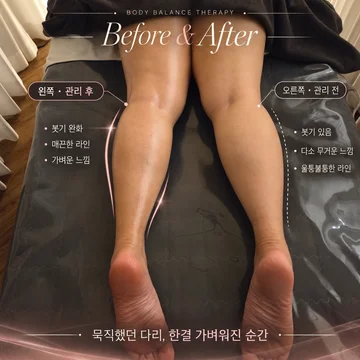 BODY BALANCE THERAPY
Before & After
왼쪽 · 관리 후
오른쪽 · 관리 전
• 붓기 완화
• 매끈한 라인
• 가벼운 느낌
• 붓기 있음
• 다소 무거운 느낌
• 울퉁불퉁한 라인
묵직했던 다리, 한결 가벼워진 순간